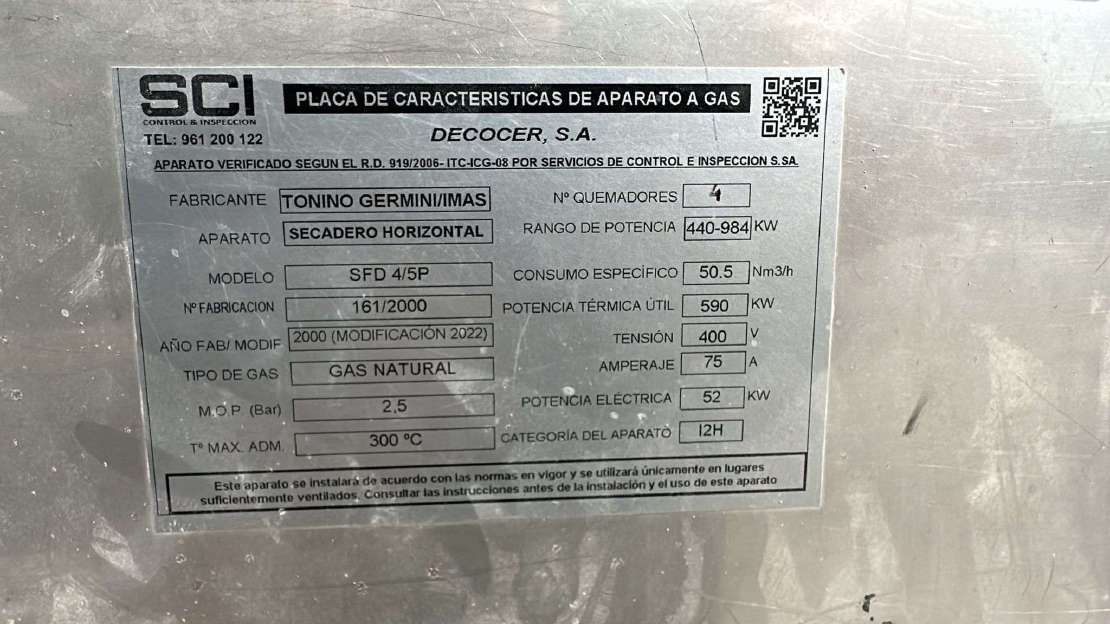 SCI
CONTROL & INSPECCION
TEL: 961 200 122
PLACA DE CARACTERISTICAS DE APARATO A GAS
DECOCER, S.A.
APARATO VERIFICADO SEGUN EL R.D. 919/2006- ITC-ICG-08 POR SERVICIOS DE CONTROL E INSPECCION S.SA.
FABRICANTE TONINO GERMINI/IMAS
APARATO SECADERO HORIZONTAL
MODELO SFD 4/5P
Nº FABRICACION 161/2000
AÑO FAB/ MODIF 2000 (MODIFICACIÓN 2022)
TIPO DE GAS GAS NATURAL
M.O.P. (Bar) 2,5
Tº MAX. ADM. 300 ºC
Nº QUEMADORES 4
RANGO DE POTENCIA 440-984 KW
CONSUMO ESPECÍFICO 50.5 Nm3/h
POTENCIA TÉRMICA ÚTIL 590 KW
TENSIÓN 400 V
AMPERAJE 75 A
POTENCIA ELÉCTRICA 52 KW
CATEGORÍA DEL APARATO I2H
Este aparato se instalará de acuerdo con las normas en vigor y se utilizará únicamente en lugares
suficientemente ventilados. Consultar las instrucciones antes de la instalación y el uso de este aparato